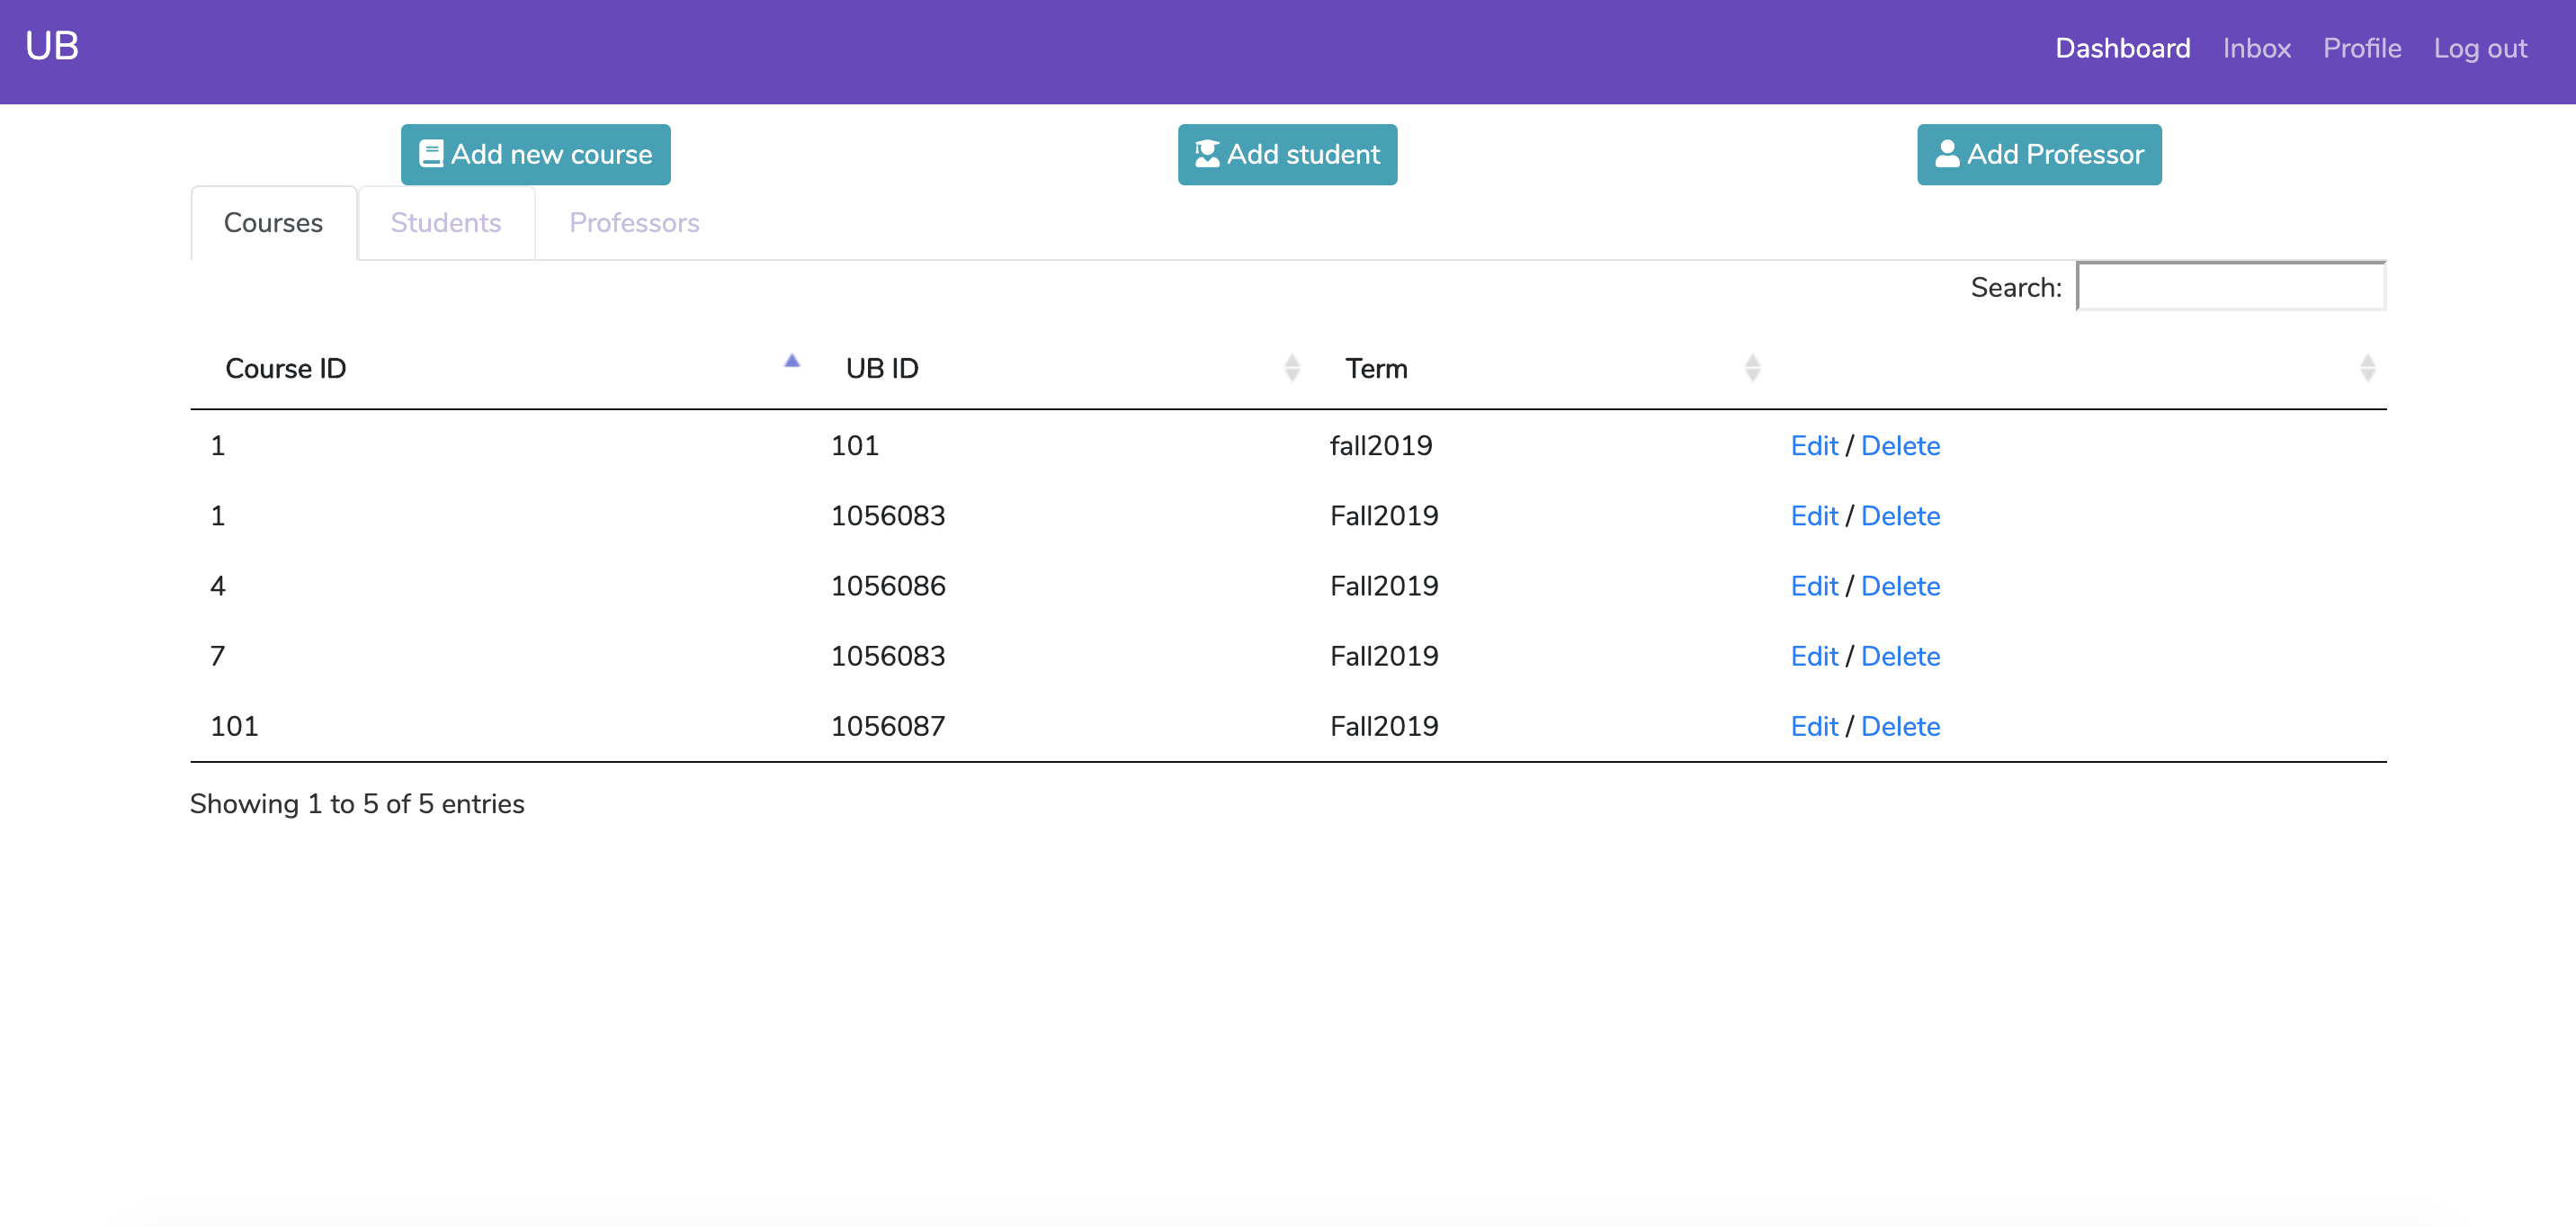 UB Dashboard Inbox Profile Log out
Add new course Add student Add Professor
Courses Students Professors
Search:
Course ID UB ID Term
1 101 fall2019 Edit / Delete
1 1056083 Fall2019 Edit / Delete
4 1056086 Fall2019 Edit / Delete
7 1056083 Fall2019 Edit / Delete
101 1056087 Fall2019 Edit / Delete
Showing 1 to 5 of 5 entries